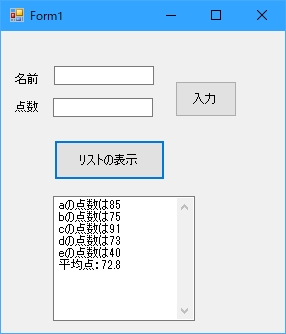 Form1
名前
点数
入力
リストの表示
aの点数は85
bの点数は75
cの点数は91
dの点数は73
eの点数は40
平均点：72.8